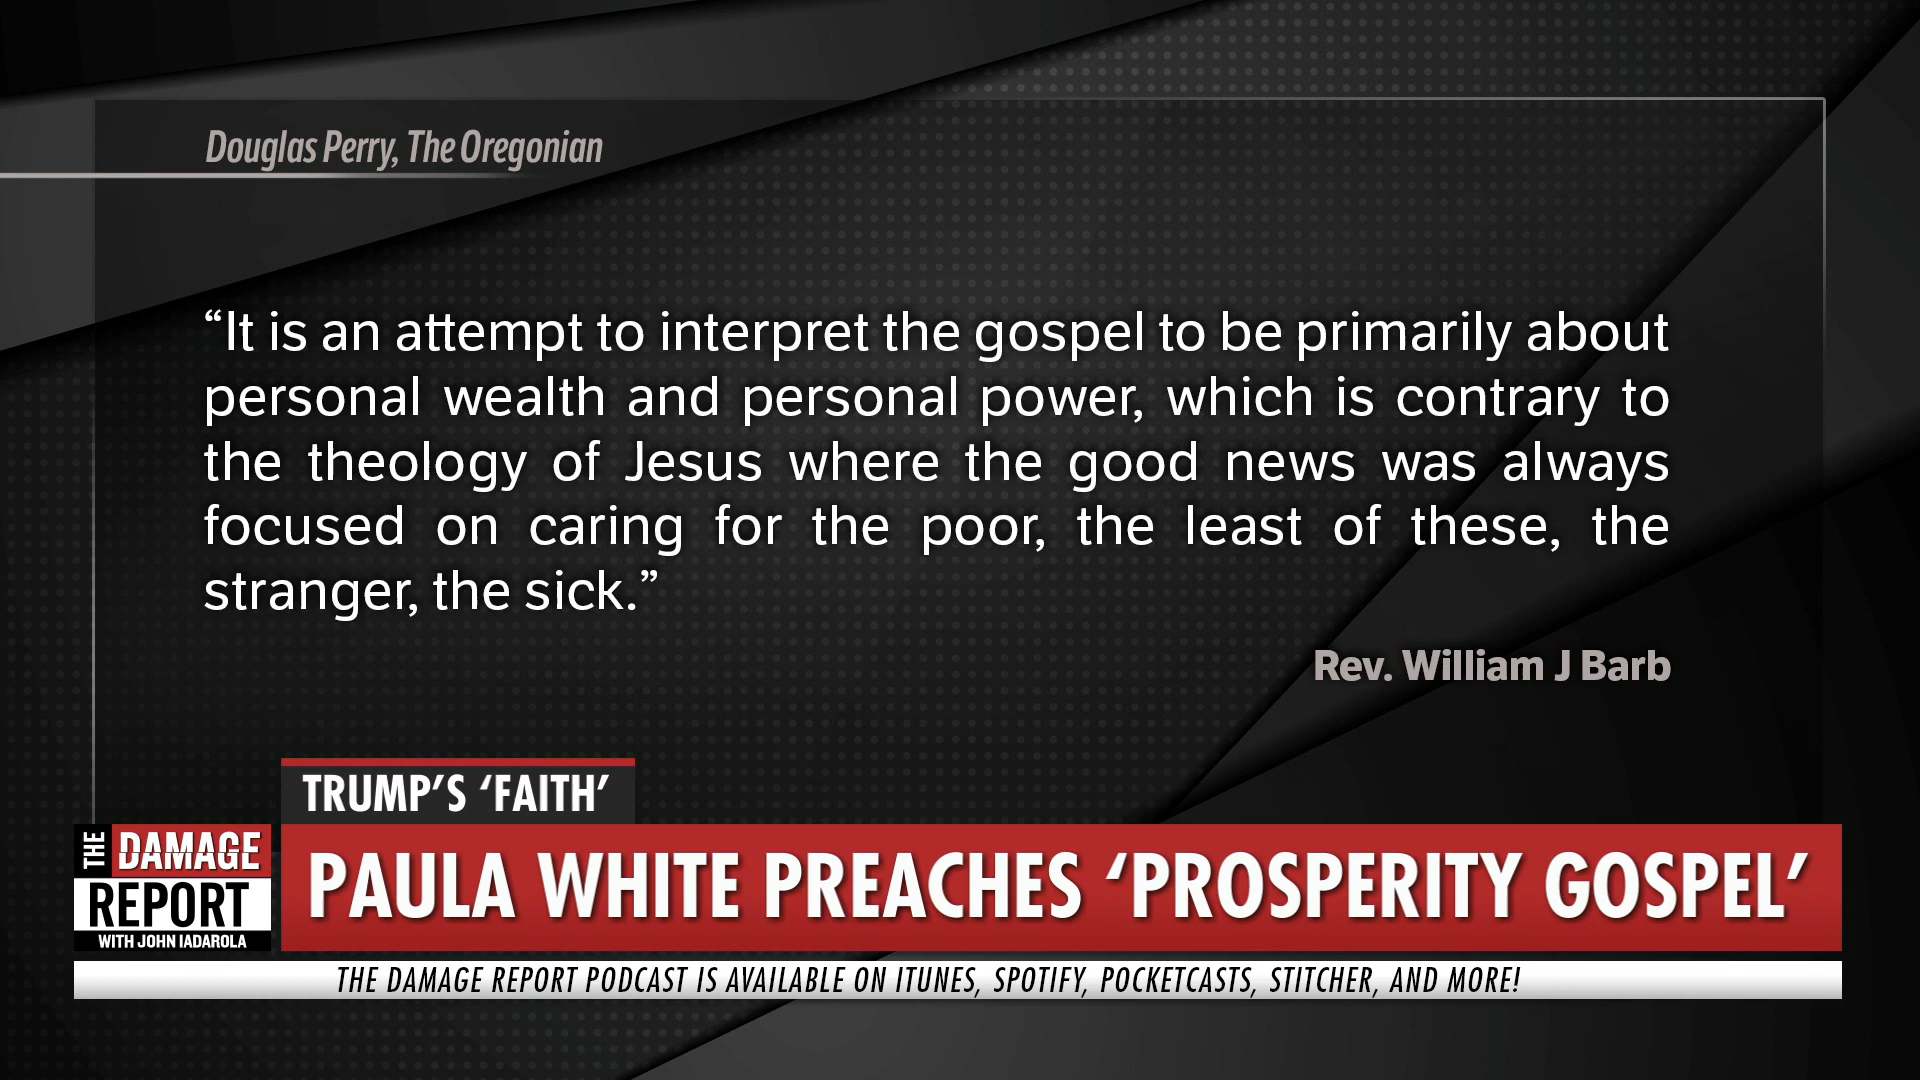 Douglas Perry, The Oregonian
“It is an attempt to interpret the gospel to be primarily about
personal wealth and personal power, which is contrary to
the theology of Jesus where the good news was always
focused on caring for the poor, the least of these, the
stranger, the sick.”
Rev. William J Barb
TRUMP'S ‘FAITH’
THE DAMAGE
REPORT
WITH JOHN IADAROLA
PAULA WHITE PREACHES ‘PROSPERITY GOSPEL’
THE DAMAGE REPORT PODCAST IS AVAILABLE ON ITUNES, SPOTIFY, POCKETCASTS, STITCHER, AND MORE!